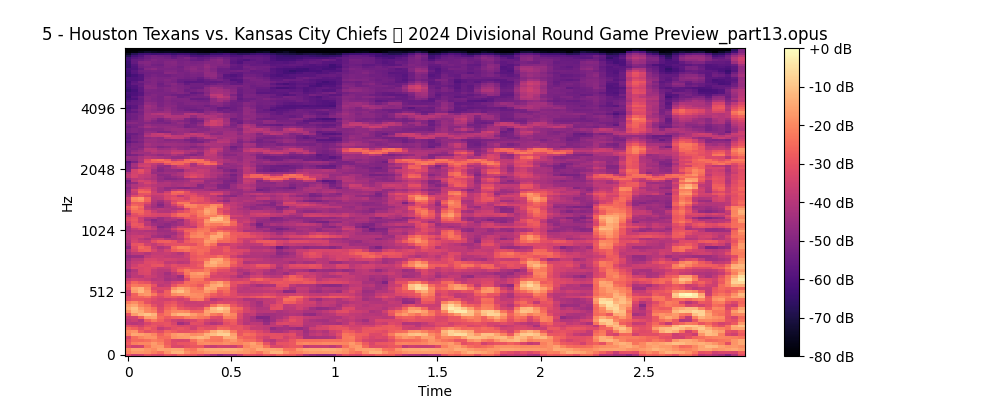 5 - Houston Texans vs. Kansas City Chiefs ▯ 2024 Divisional Round Game Preview_part13.opus
+0 dB
4096
-10 dB
-20 dB
2048
-30 dB
Hz
-40 dB
1024
-50 dB
512
-60 dB
-70 dB
0
-80 dB
0
0.5
1
1.5
2
2.5
Time